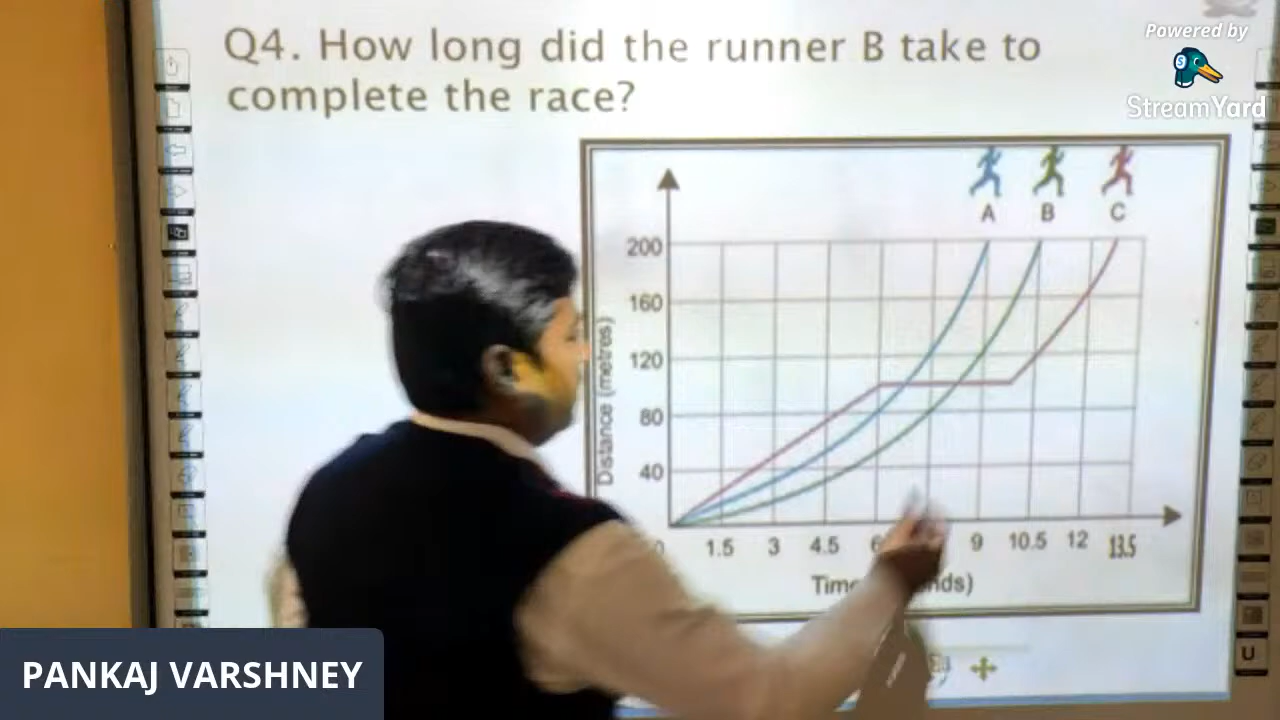 Q4. How long did the runner B take to
complete the race?
Powered by
StreamYard
A B C
200
160
120
80
40
Distance (metres)
1.5 3 4.5 6 9 10.5 12 13.5
U
PANKAJ VARSHNEY